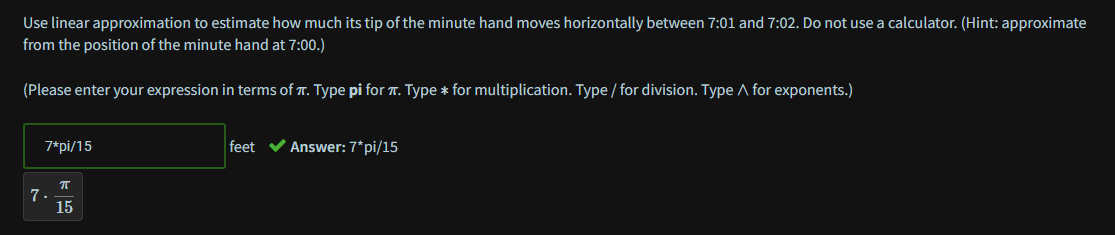 Use linear approximation to estimate how much its tip of the minute hand moves horizontally between 7:01 and 7:02. Do not use a calculator. (Hint: approximate
from the position of the minute hand at 7:00.)
(Please enter your expression in terms of π. Type pi for π. Type * for multiplication. Type / for division. Type ∧ for exponents.)
7*pi/15 feet ✔ Answer: 7*pi/15
7 · π/15